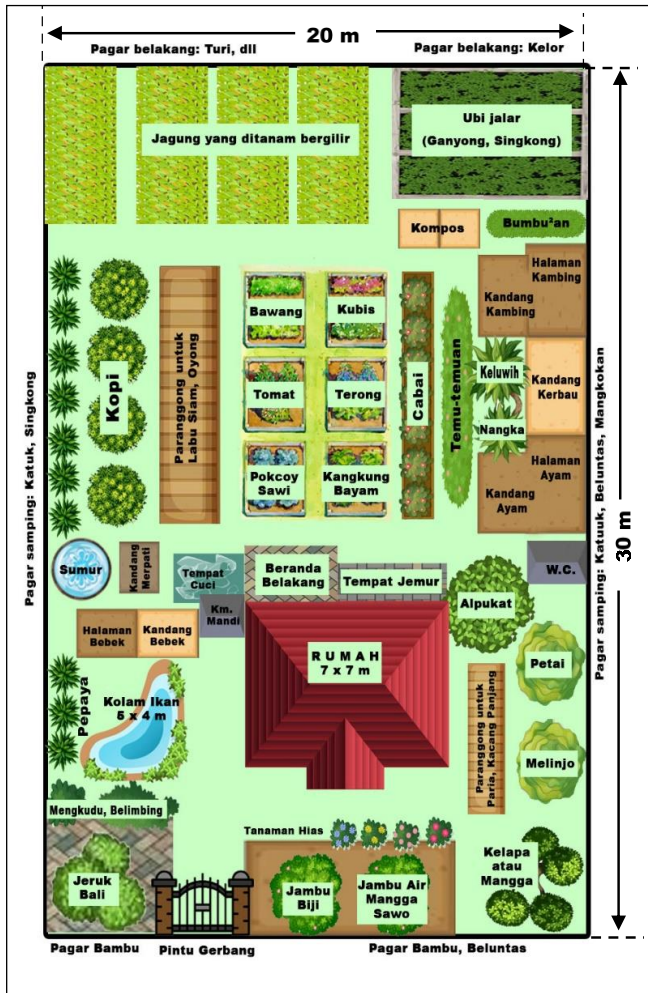 20 m
Pagar belakang: Turi, dll
Pagar belakang: Kelor
Jagung yang ditanam bergilir
Ubi jalar
(Ganyong, Singkong)
Kompos
Bumbu²an
Halaman
Kambing
Kandang
Kambing
Bawang
Kubis
Kopi
Paranggong untuk
Labu Siam, Oyong
Tomat
Terong
Cabai
Temu-temuan
Keluwih
Kandang
Kerbau
Nangka
Pokcoy
Sawi
Kangkung
Bayam
Halaman
Ayam
Kandang
Ayam
Pagar samping: Katuk, Singkong
Pagar samping: Katuuk, Beluntas, Mangkokan
30 m
Sumur
Kandang
Merpati
Tempat
Cuci
Beranda
Belakang
Tempat Jemur
W.C.
Alpukat
Km.
Mandi
Halaman
Bebek
Kandang
Bebek
R U M A H
7 x 7 m
Petai
Pepaya
Kolam Ikan
5 x 4 m
Paranggong untuk
Paria, Kacang Panjang
Melinjo
Mengkudu, Belimbing
Tanaman Hias
Jeruk
Bali
Jambu
Biji
Jambu Air
Mangga
Sawo
Kelapa
atau
Mangga
Pagar Bambu
Pintu Gerbang
Pagar Bambu, Beluntas